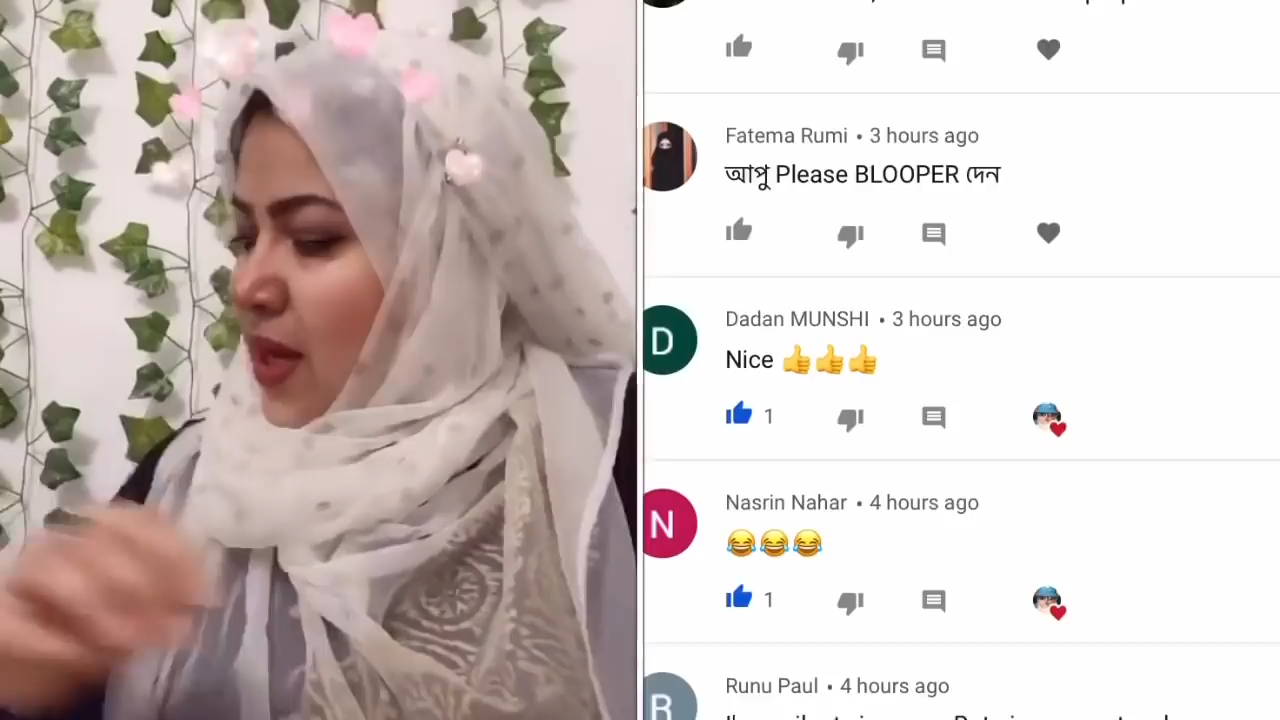 Fatema Rumi • 3 hours ago
আপু Please BLOOPER দেন
D
Dadan MUNSHI • 3 hours ago
Nice 👍👍👍
1
N
Nasrin Nahar • 4 hours ago
😂😂😂
1
R
Runu Paul • 4 hours ago